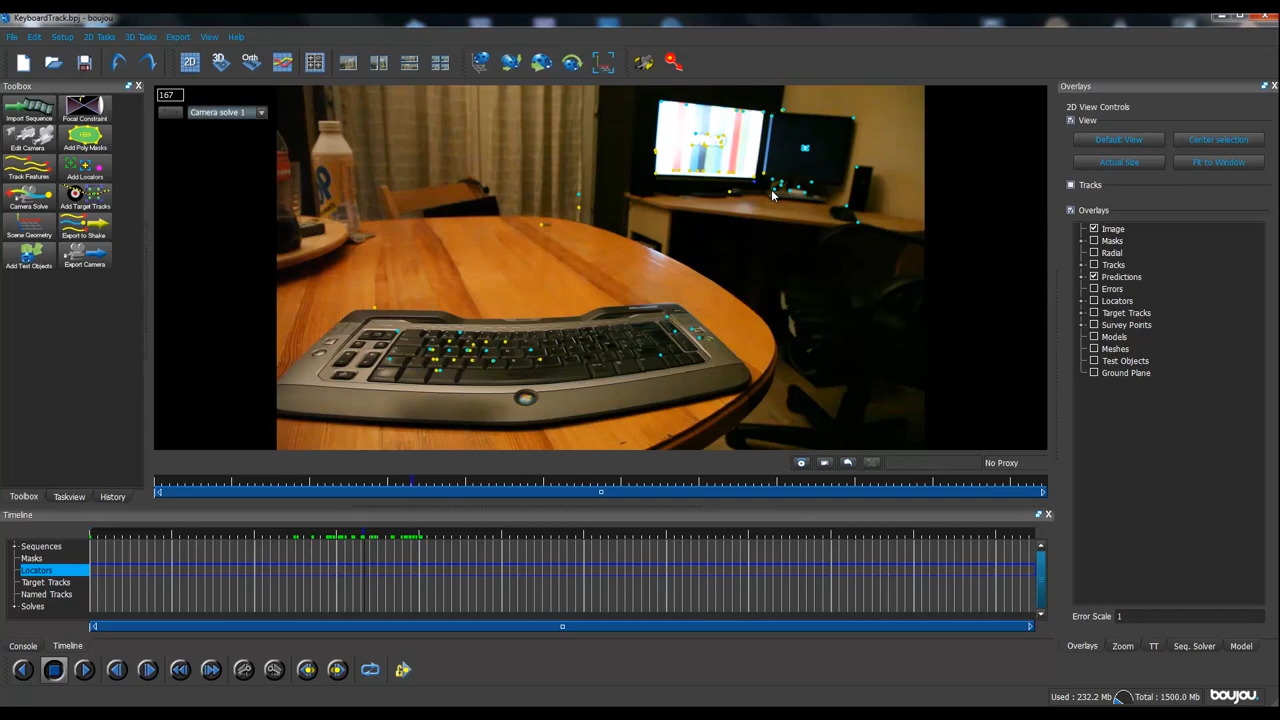 KeyboardTrack.bpj - boujou
File Edit Setup 2D Tasks 3D Tasks Export View Help
2D 3D Orth
Toolbox
Overlays
Import Sequence Focal Constraint
Edit Camera Add Poly Masks
Track Features Add Locators
Camera Solve Add Target Tracks
Scene Geometry Export to Shake
Add Test Objects Export Camera
167
Camera solve 1
2D View Controls
View
Default View Center selection
Actual Size Fit to Window
Tracks
Overlays
Image
Masks
Radial
Tracks
Predictions
Errors
Locators
Target Tracks
Survey Points
Models
Meshes
Test Objects
Ground Plane
No Proxy
Toolbox Taskview History
Timeline
Sequences
Masks
Locators
Target Tracks
Named Tracks
Solves
Error Scale 1
Console Timeline
Overlays Zoom TT Seq. Solver Model
Used : 232.2 Mb Total : 1500.0 Mb boujou